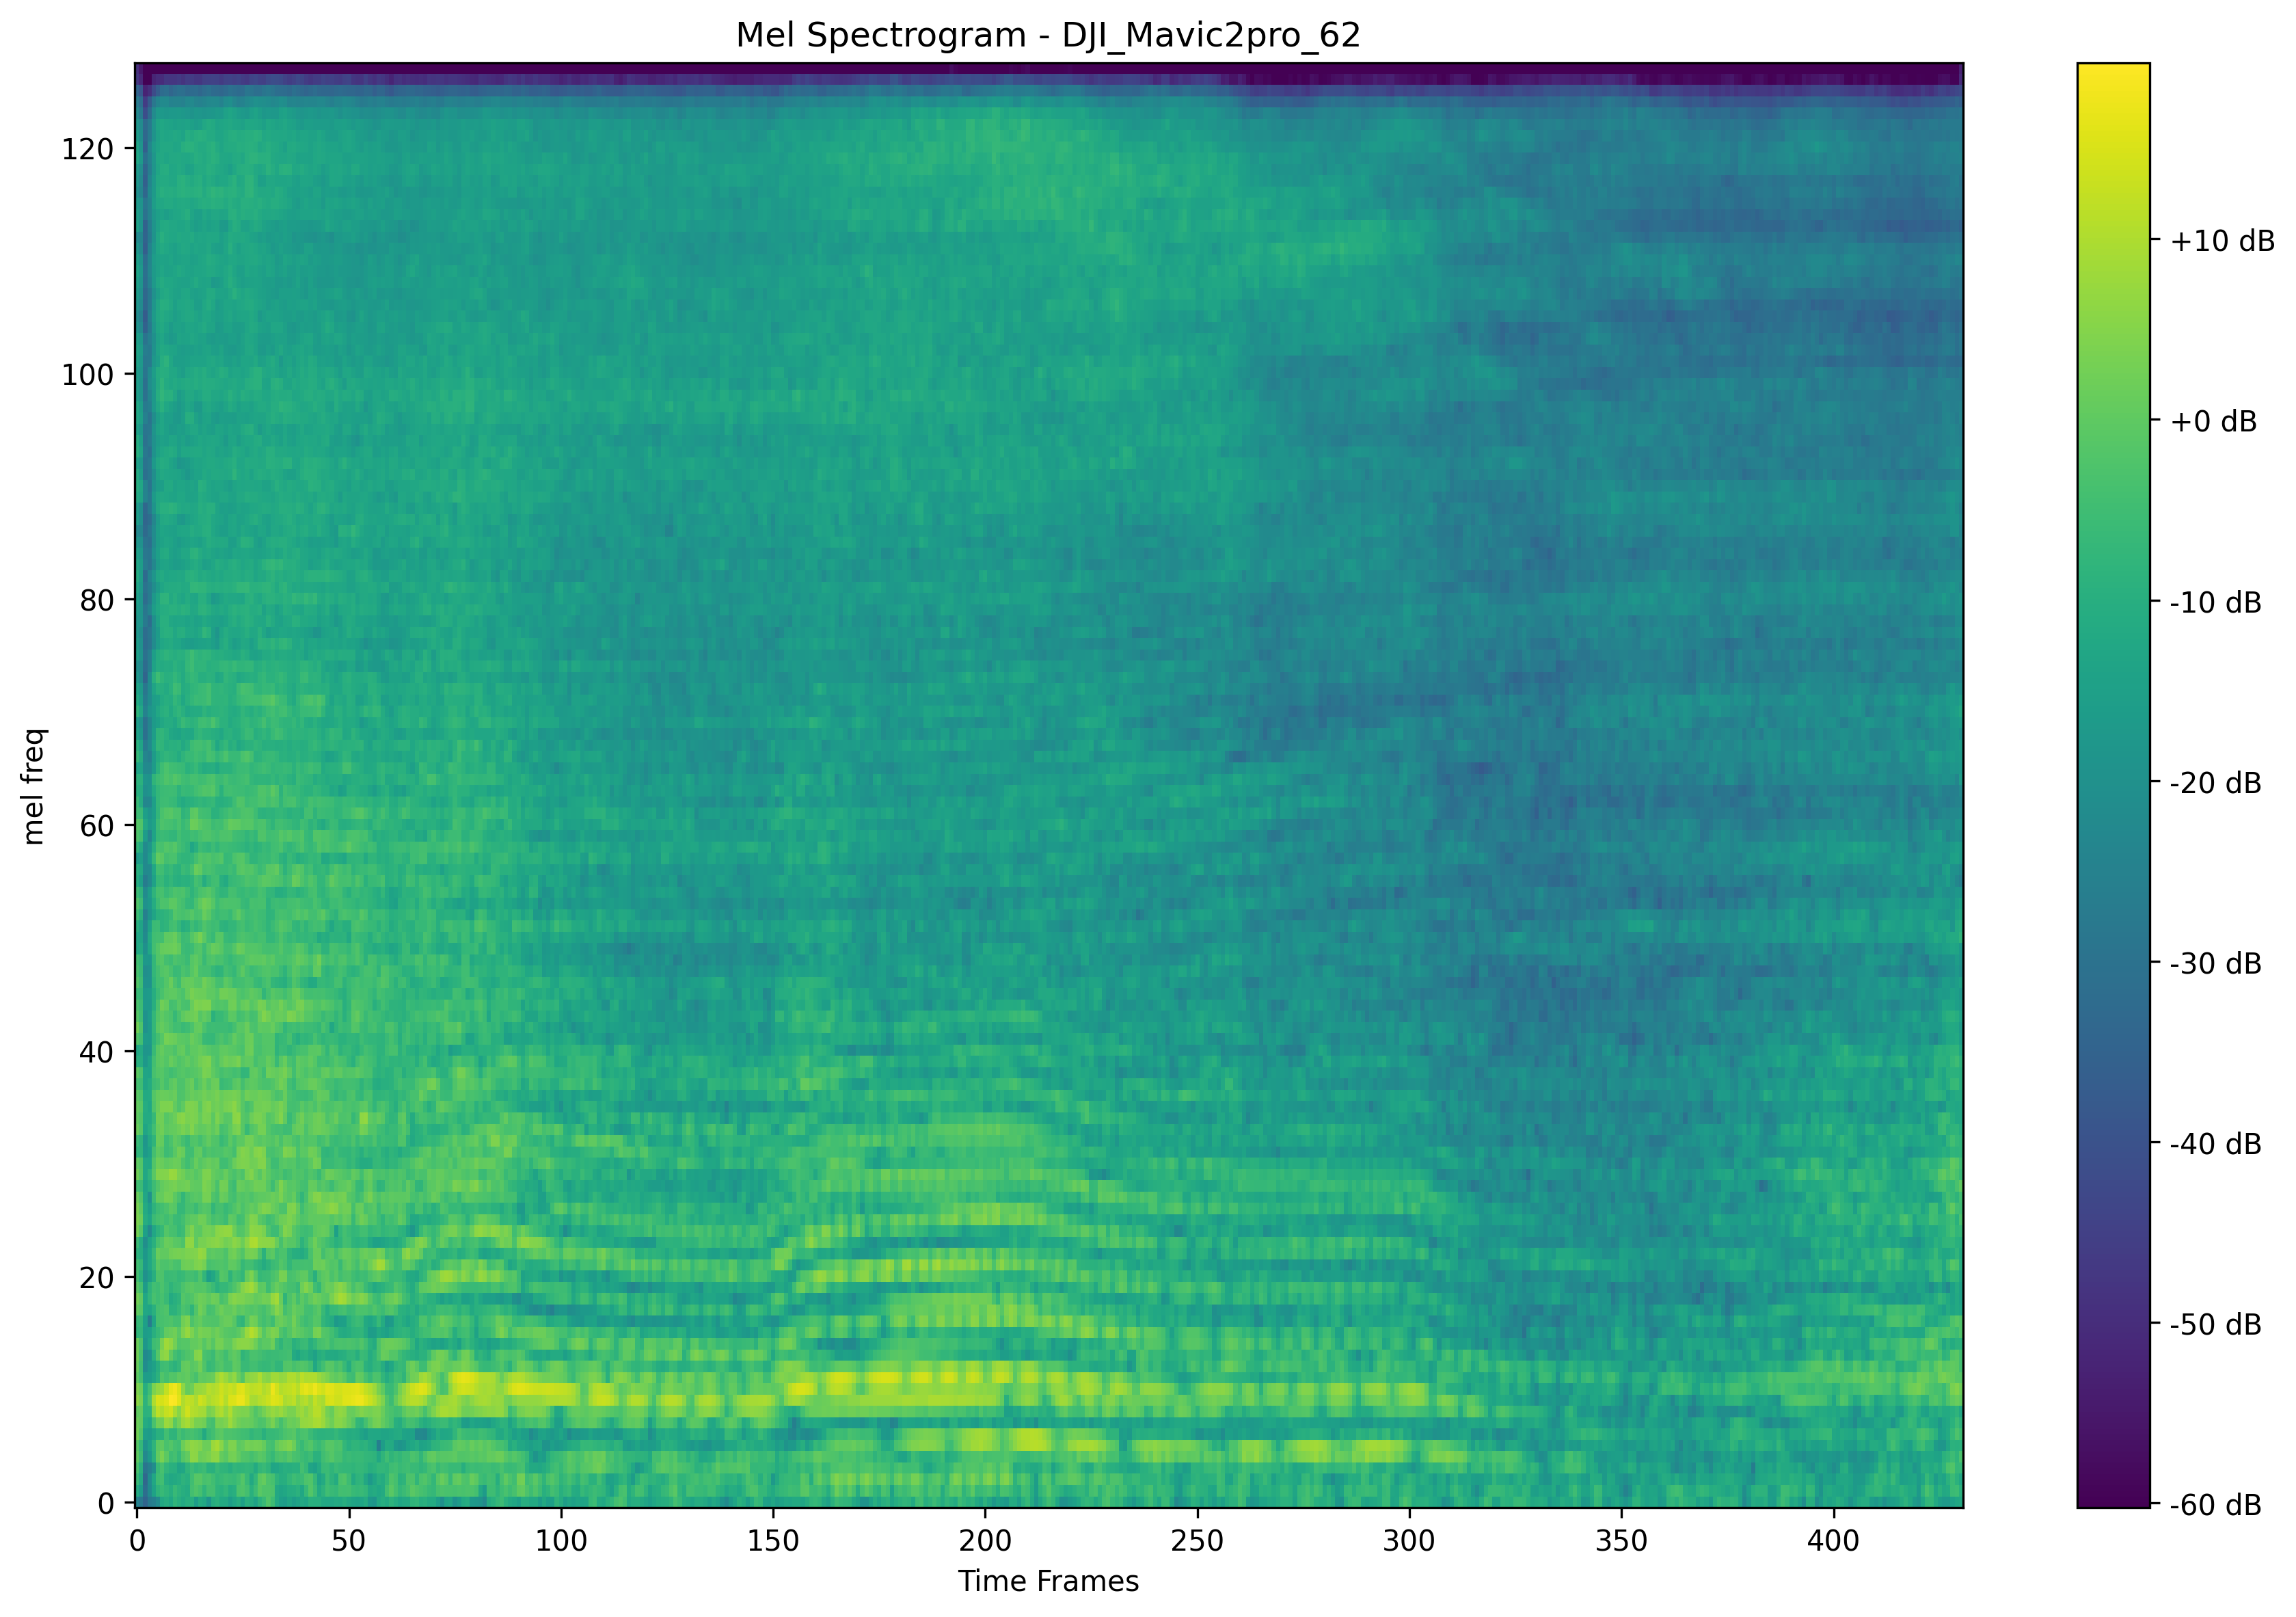 Mel Spectrogram - DJI_Mavic2pro_62
mel freq
120
100
80
60
40
20
0
0 50 100 150 200 250 300 350 400
Time Frames
+10 dB
+0 dB
-10 dB
-20 dB
-30 dB
-40 dB
-50 dB
-60 dB